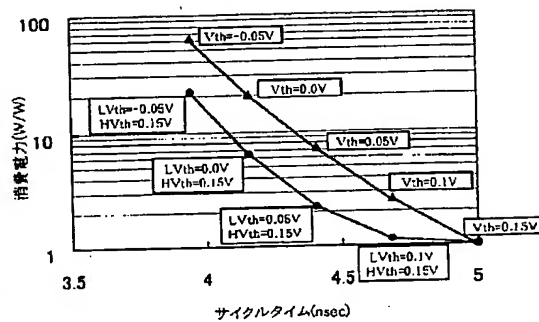 100
10
1
消費電力(W/W)
Vth=-0.05V
Vth=0.0V
Vth=0.05V
Vth=0.1V
Vth=0.15V
LVth=-0.05V
HVth=0.15V
LVth=0.0V
HVth=0.15V
LVth=0.05V
HVth=0.15V
LVth=0.1V
HVth=0.15V
3.5
4
4.5
5
サイクルタイム(nsec)